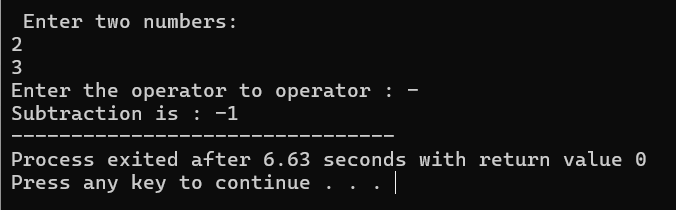 Enter two numbers:
2
3
Enter the operator to operator : -
Subtraction is : -1
--------------------------------
Process exited after 6.63 seconds with return value 0
Press any key to continue . . .